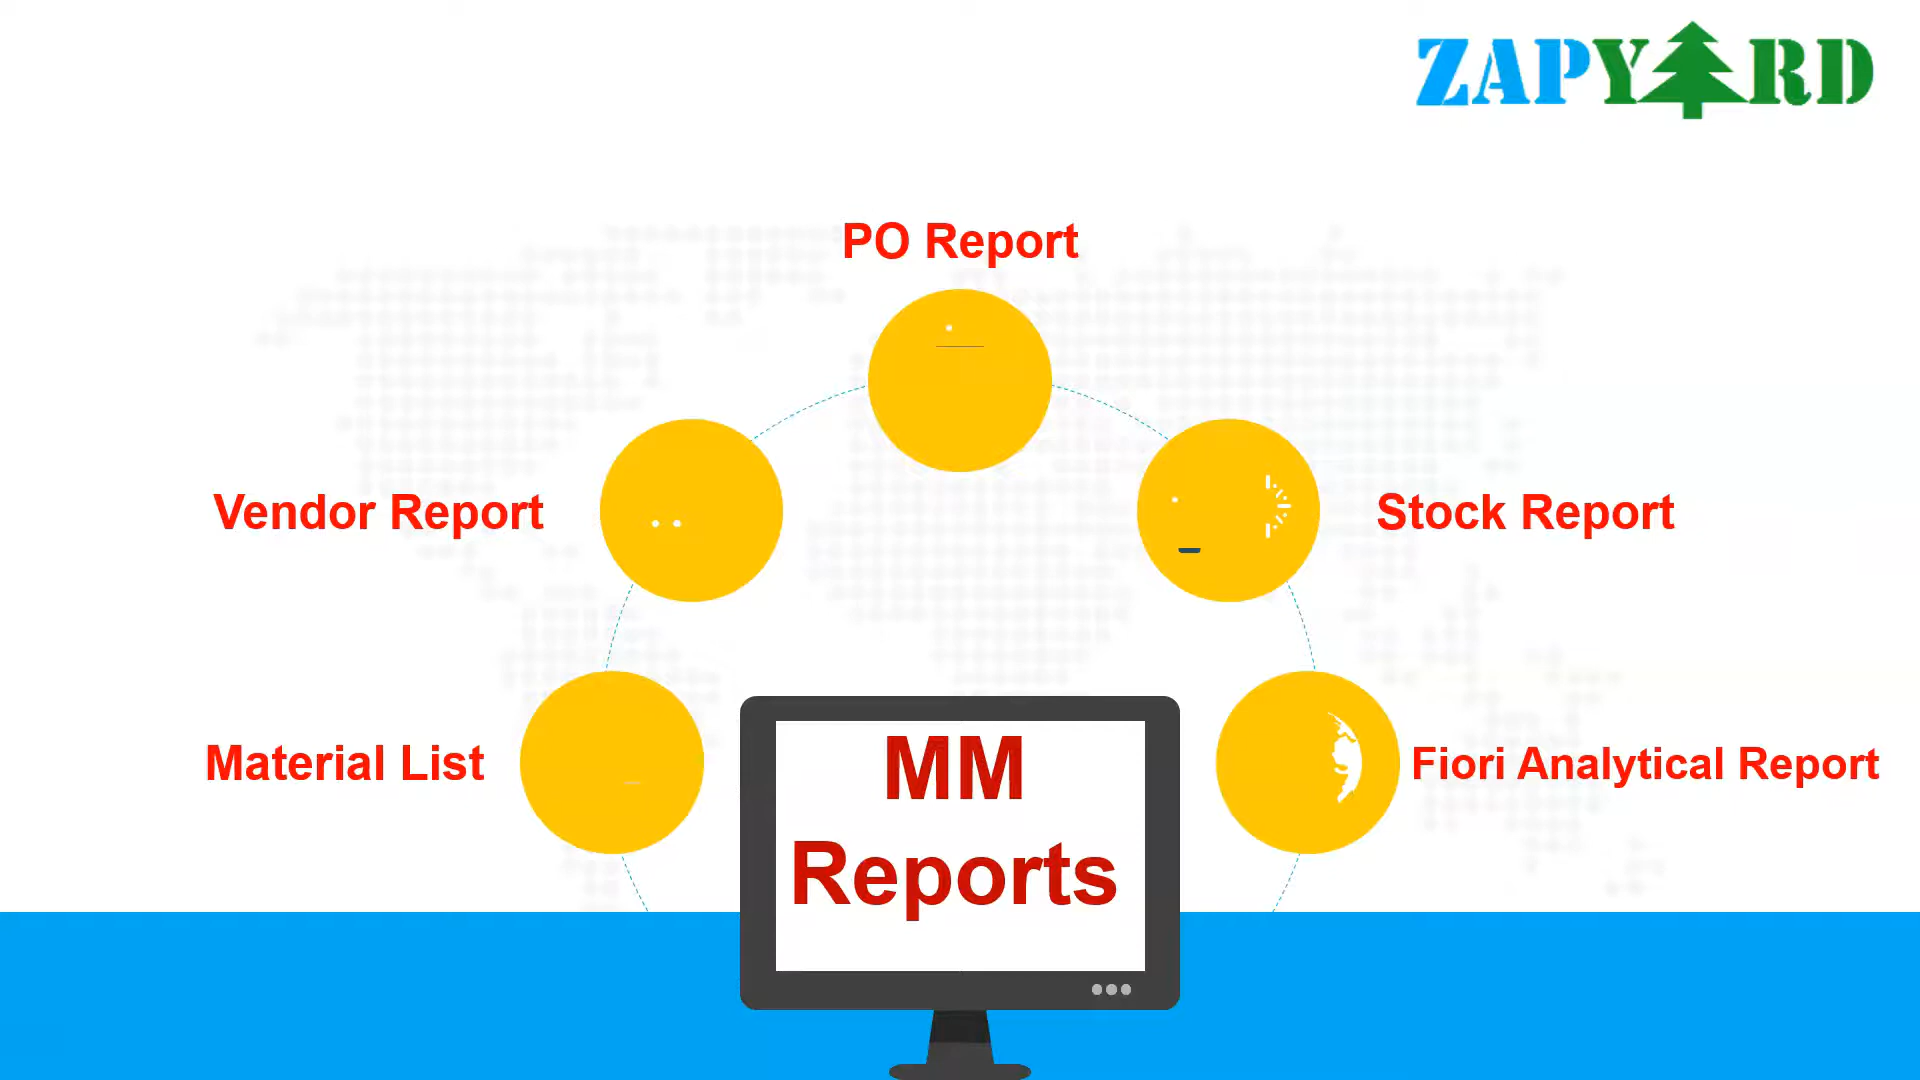 ZAPYARD
PO Report
Vendor Report
Stock Report
Material List
Fiori Analytical Report
MM
Reports